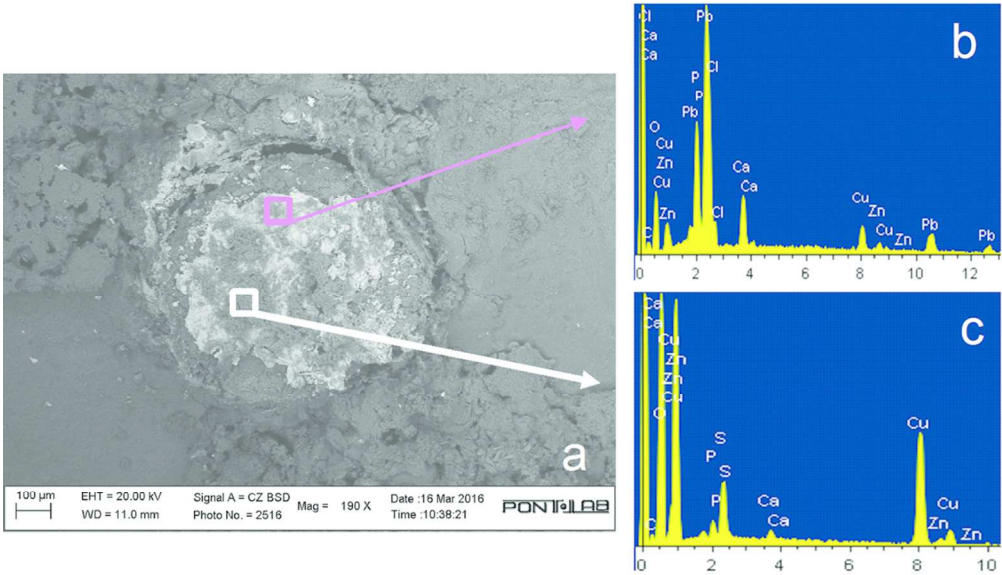 a
100 µm
EHT = 20.00 kV
WD = 11.0 mm
Signal A = CZ BSD
Photo No. = 2516
Mag = 190 X
Date :16 Mar 2016
Time :10:38:21
PONTLAB
b
Cl
Ca
Ca
O
Cu
Zn
Cu
Zn
C
Pb
Cl
P
P
Pb
Cl
Ca
Ca
Cu
Zn
Cu
Zn
Pb
Pb
0 2 4 6 8 10 12
c
Ca
Ca
Cu
Zn
Zn
Cu
O
C
S
P
S
P
Ca
Ca
Cu
Cu
Zn
Zn
0 2 4 6 8 10